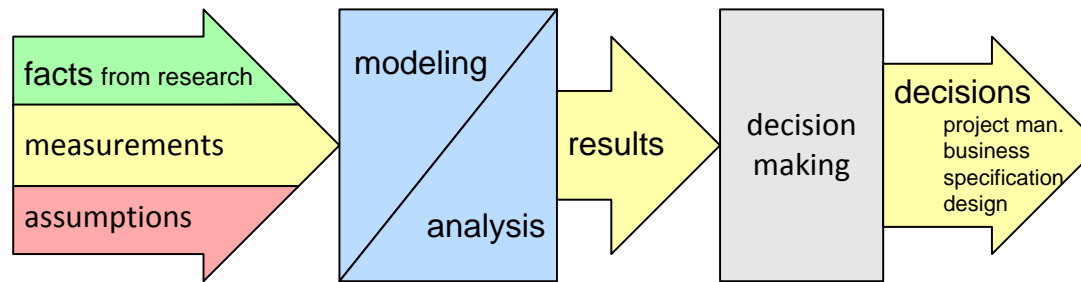 facts from research
measurements
assumptions
modeling
analysis
results
decision
making
decisions
project man.
business
specification
design